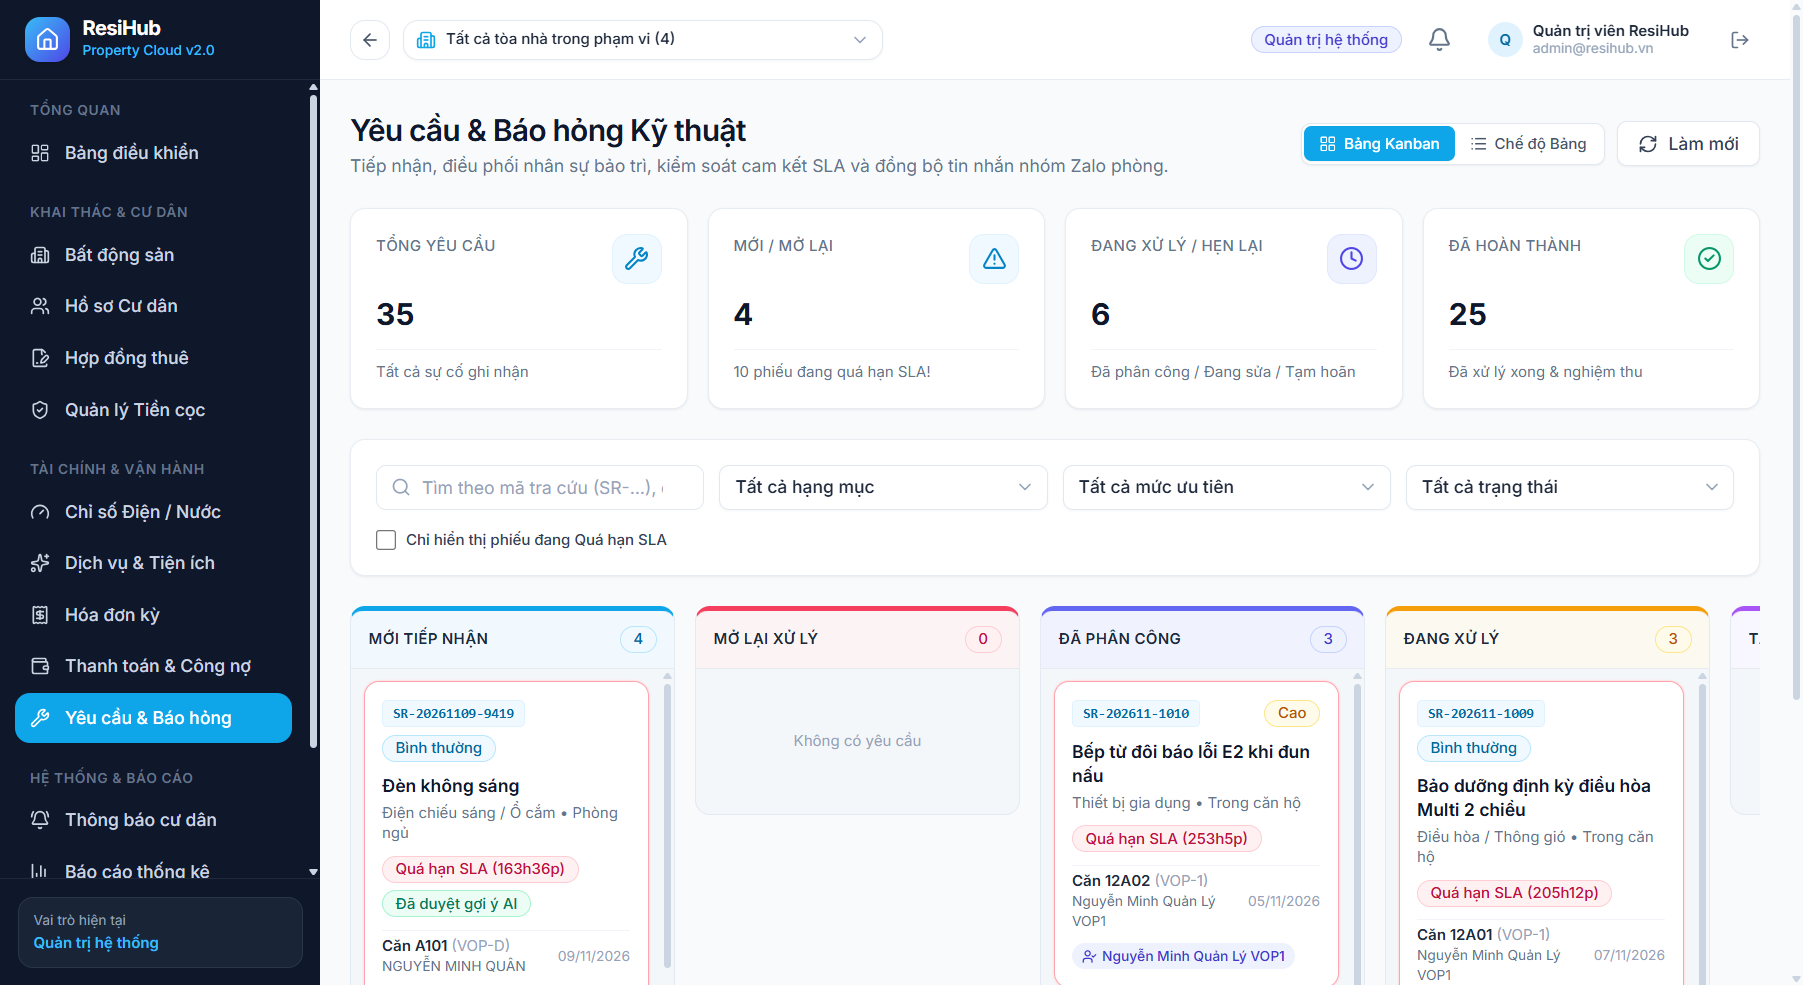 ResiHub
Property Cloud v2.0
TỔNG QUAN
Bảng điều khiển
KHAI THÁC & CƯ DÂN
Bất động sản
Hồ sơ Cư dân
Hợp đồng thuê
Quản lý Tiền cọc
TÀI CHÍNH & VẬN HÀNH
Chỉ số Điện / Nước
Dịch vụ & Tiện ích
Hóa đơn kỳ
Thanh toán & Công nợ
Yêu cầu & Báo hỏng
HỆ THỐNG & BÁO CÁO
Thông báo cư dân
Báo cáo thống kê
Vai trò hiện tại
Quản trị hệ thống
Tất cả tòa nhà trong phạm vi (4)
Quản trị hệ thống
Q
Quản trị viên ResiHub
admin@resihub.vn
Yêu cầu & Báo hỏng Kỹ thuật
Tiếp nhận, điều phối nhân sự bảo trì, kiểm soát cam kết SLA và đồng bộ tin nhắn nhóm Zalo phòng.
Bảng Kanban
Chế độ Bảng
Làm mới
TỔNG YÊU CẦU
35
Tất cả sự cố ghi nhận
MỚI / MỞ LẠI
4
10 phiếu đang quá hạn SLA!
ĐANG XỬ LÝ / HẸN LẠI
6
Đã phân công / Đang sửa / Tạm hoãn
ĐÃ HOÀN THÀNH
25
Đã xử lý xong & nghiệm thu
Tìm theo mã tra cứu (SR-...),
Tất cả hạng mục
Tất cả mức ưu tiên
Tất cả trạng thái
Chỉ hiển thị phiếu đang Quá hạn SLA
MỚI TIẾP NHẬN
4
SR-20261109-9419
Bình thường
Đèn không sáng
Điện chiếu sáng / Ổ cắm • Phòng
ngủ
Quá hạn SLA (163h36p)
Đã duyệt gợi ý AI
Căn A101 (VOP-D)
NGUYỄN MINH QUÂN
09/11/2026
MỞ LẠI XỬ LÝ
0
Không có yêu cầu
ĐÃ PHÂN CÔNG
3
SR-202611-1010
Cao
Bếp từ đôi báo lỗi E2 khi đun
nấu
Thiết bị gia dụng • Trong căn hộ
Quá hạn SLA (253h5p)
Căn 12A02 (VOP-1)
Nguyễn Minh Quản Lý
VOP1
05/11/2026
Nguyễn Minh Quản Lý VOP1
ĐANG XỬ LÝ
3
SR-202611-1009
Bình thường
Bảo dưỡng định kỳ điều hòa
Multi 2 chiều
Điều hòa / Thông gió • Trong căn
hộ
Quá hạn SLA (205h12p)
Căn 12A01 (VOP-1)
Nguyễn Minh Quản Lý
VOP1
07/11/2026